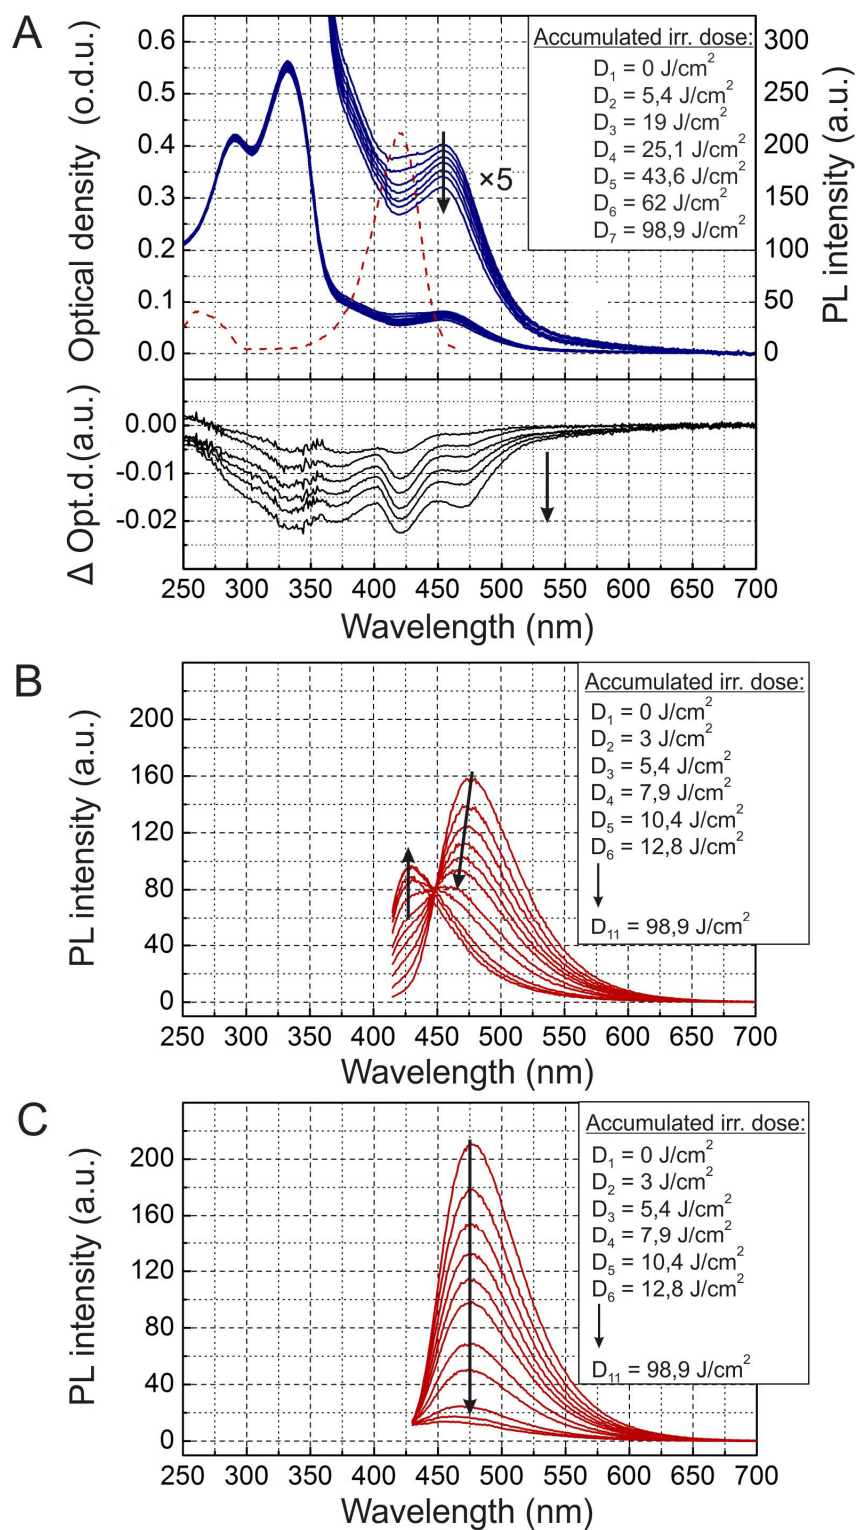 A
Optical density (o.d.u.)
0.6
0.5
0.4
0.3
0.2
0.1
0.0
×5
Accumulated irr. dose:
D₁ = 0 J/cm²
D₂ = 5,4 J/cm²
D₃ = 19 J/cm²
D₄ = 25,1 J/cm²
D₅ = 43,6 J/cm²
D₆ = 62 J/cm²
D₇ = 98,9 J/cm²
300
250
200
150
100
50
0
PL intensity (a.u.)
Δ Opt.d.(a.u.)
0.00
-0.01
-0.02
250 300 350 400 450 500 550 600 650 700
Wavelength (nm)
B
PL intensity (a.u.)
200
160
120
80
40
0
Accumulated irr. dose:
D₁ = 0 J/cm²
D₂ = 3 J/cm²
D₃ = 5,4 J/cm²
D₄ = 7,9 J/cm²
D₅ = 10,4 J/cm²
D₆ = 12,8 J/cm²
D₁₁ = 98,9 J/cm²
250 300 350 400 450 500 550 600 650 700
Wavelength (nm)
C
PL intensity (a.u.)
200
160
120
80
40
0
Accumulated irr. dose:
D₁ = 0 J/cm²
D₂ = 3 J/cm²
D₃ = 5,4 J/cm²
D₄ = 7,9 J/cm²
D₅ = 10,4 J/cm²
D₆ = 12,8 J/cm²
D₁₁ = 98,9 J/cm²
250 300 350 400 450 500 550 600 650 700
Wavelength (nm)